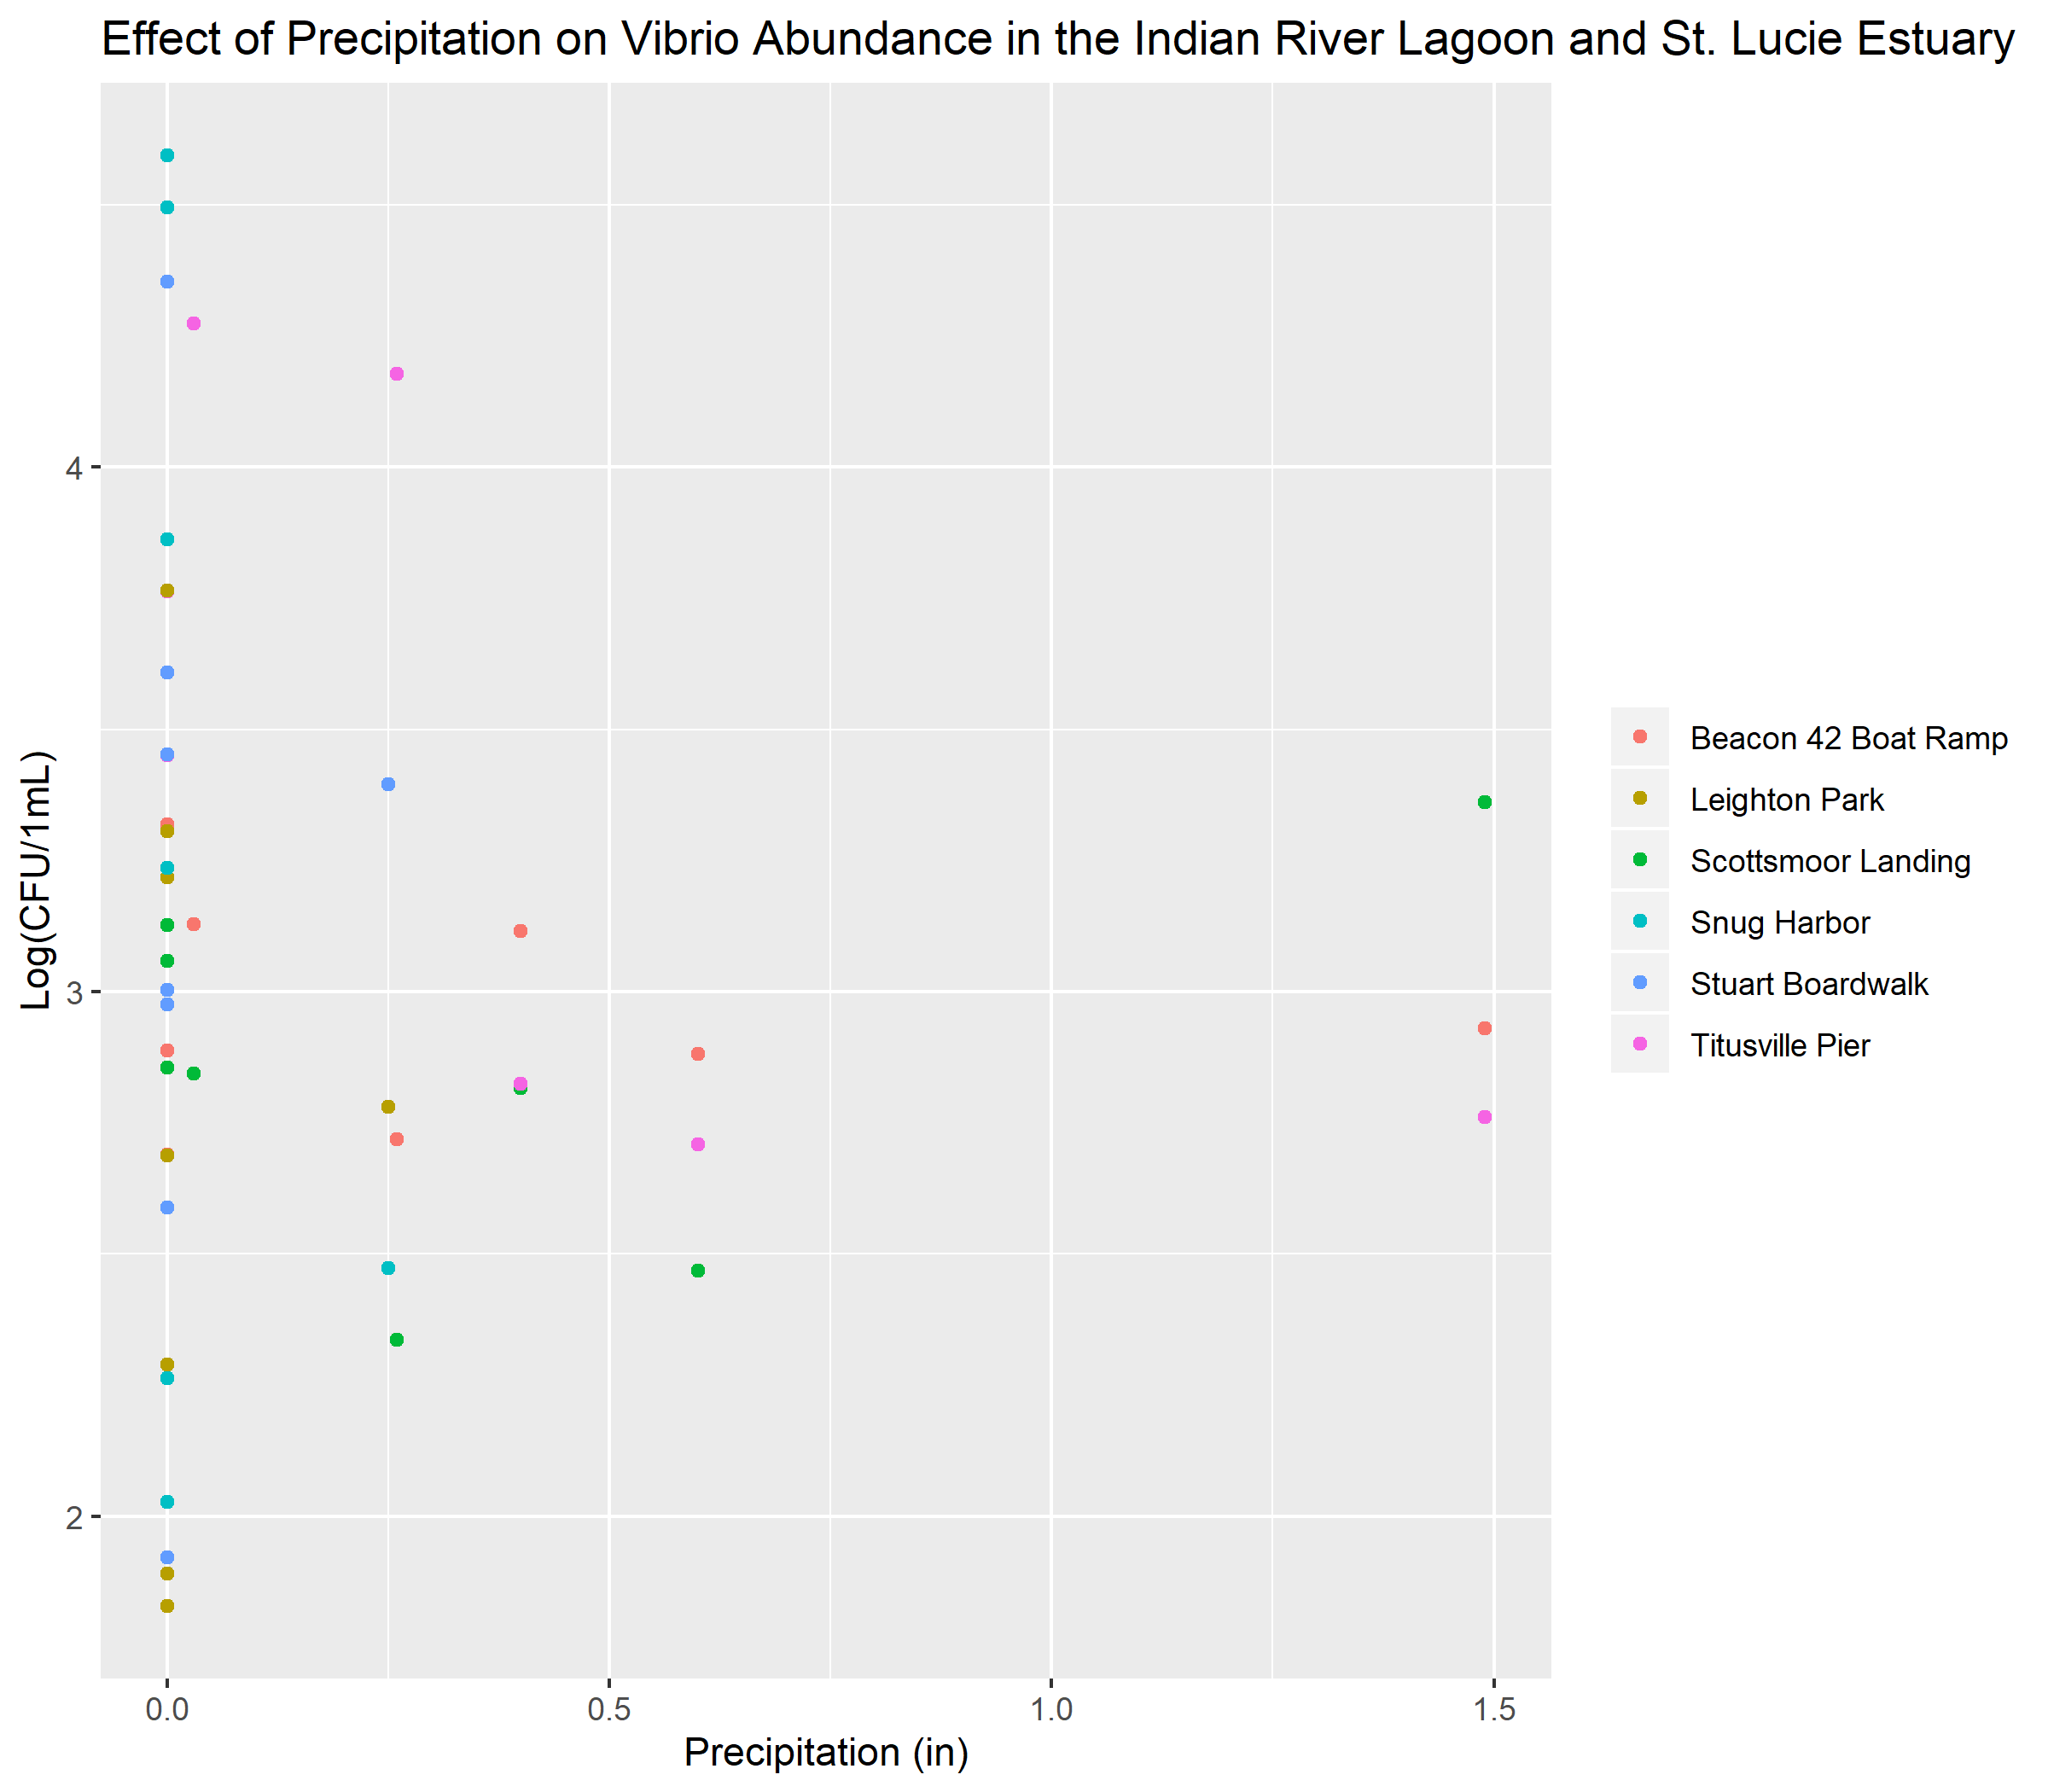 Effect of Precipitation on Vibrio Abundance in the Indian River Lagoon and St. Lucie Estuary
Log(CFU/1mL)
4
3
2
0.0
0.5
1.0
1.5
Precipitation (in)
Beacon 42 Boat Ramp
Leighton Park
Scottsmoor Landing
Snug Harbor
Stuart Boardwalk
Titusville Pier